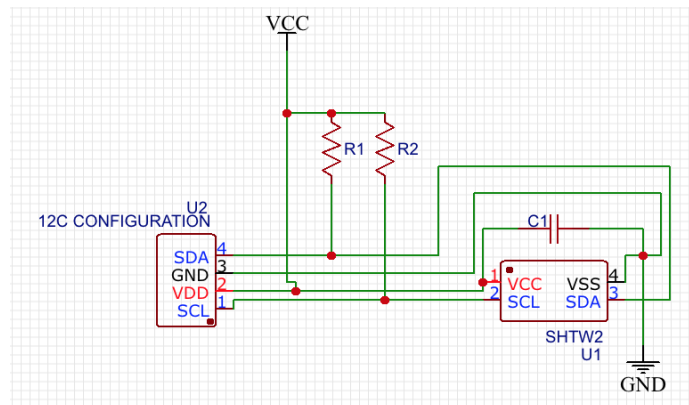 VCC
R1 R2
U2
12C CONFIGURATION
C1
SDA 4
GND 3
VDD 2
SCL 1
1 VCC VSS 4
2 SCL SDA 3
SHTW2
U1
GND